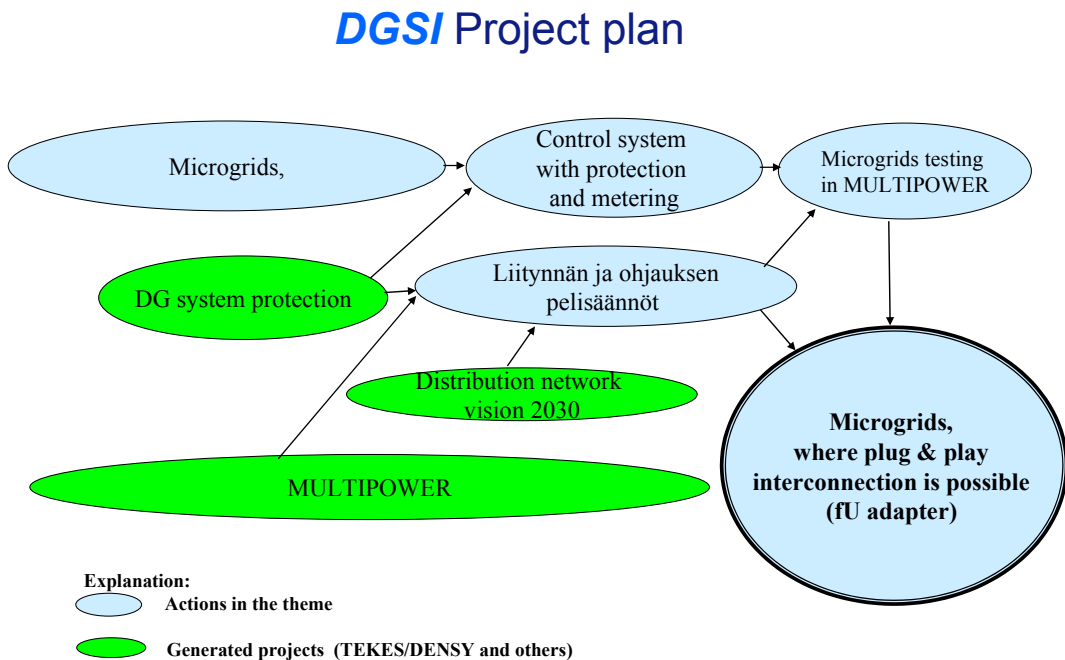 DGSI Project plan
Microgrids,
Control system
with protection
and metering
Microgrids testing
in MULTIPOWER
DG system protection
Liitynnän ja ohjauksen
pelisäännöt
Distribution network
vision 2030
MULTIPOWER
Microgrids,
where plug & play
interconnection is possible
(fU adapter)
Explanation:
Actions in the theme
Generated projects (TEKES/DENSY and others)